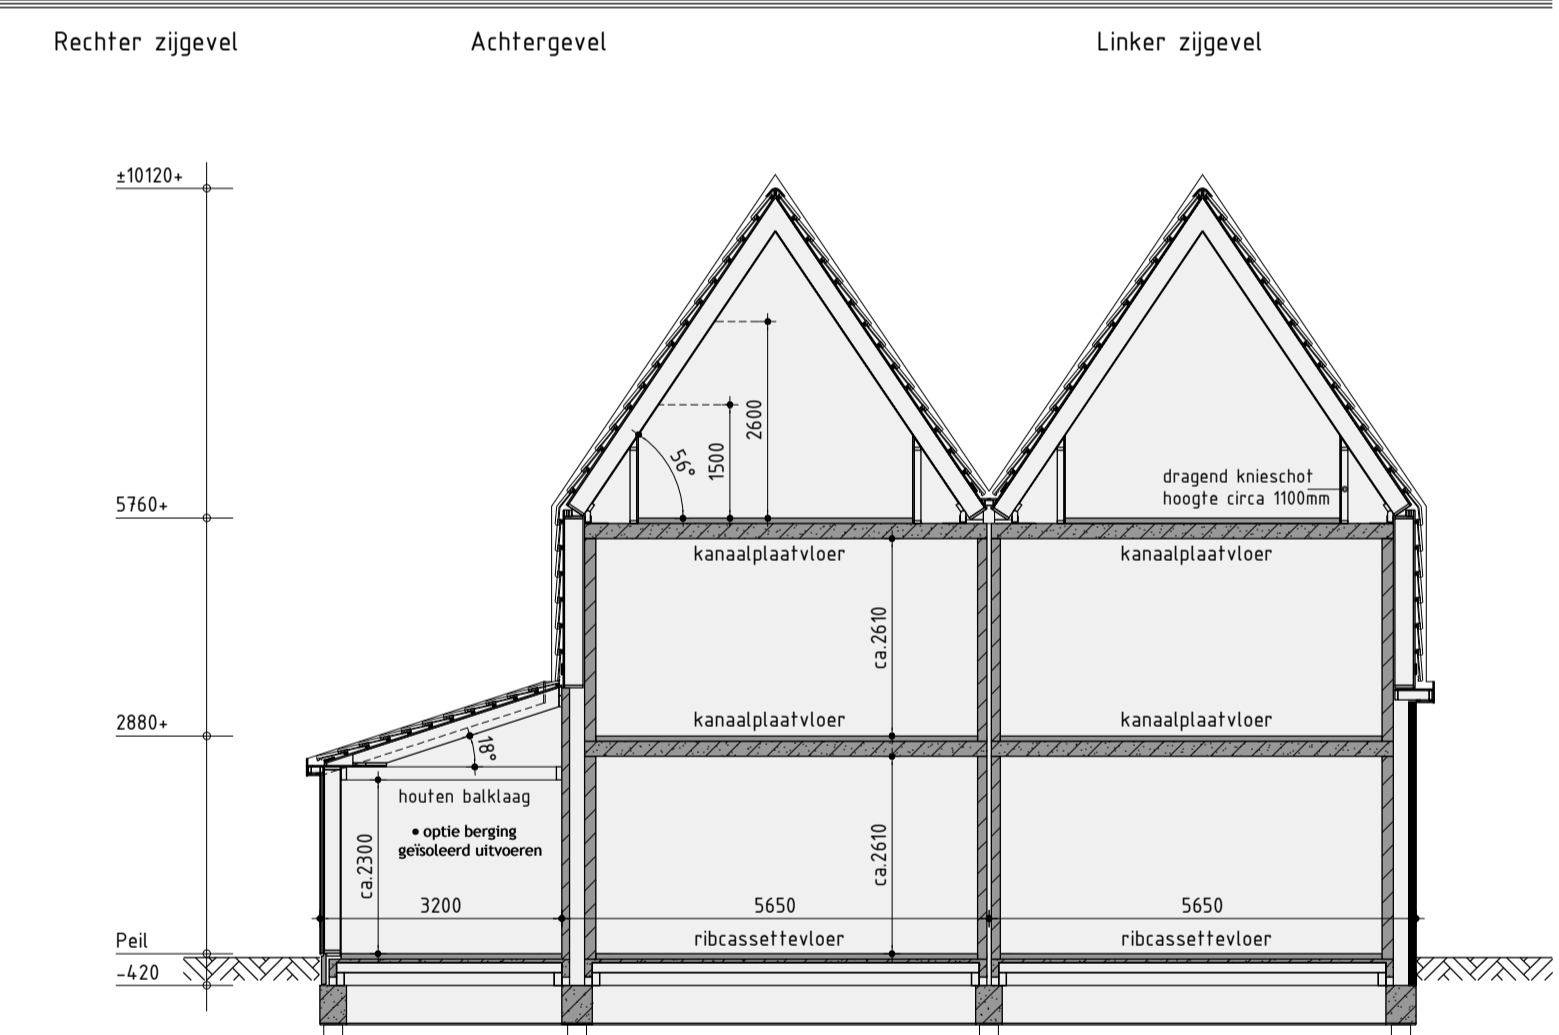 Rechter zijgevel
Achtergevel
Linker zijgevel
±10120+
5760+
2600
1500
56°
dragend knieschot
hoogte circa 1100mm
kanaalplaatvloer
kanaalplaatvloer
ca.2610
2880+
kanaalplaatvloer
kanaalplaatvloer
18°
houten balklaag
• optie berging
geïsoleerd uitvoeren
ca.2300
ca.2610
3200
5650
5650
Peil
ribcassettevloer
ribcassettevloer
-420